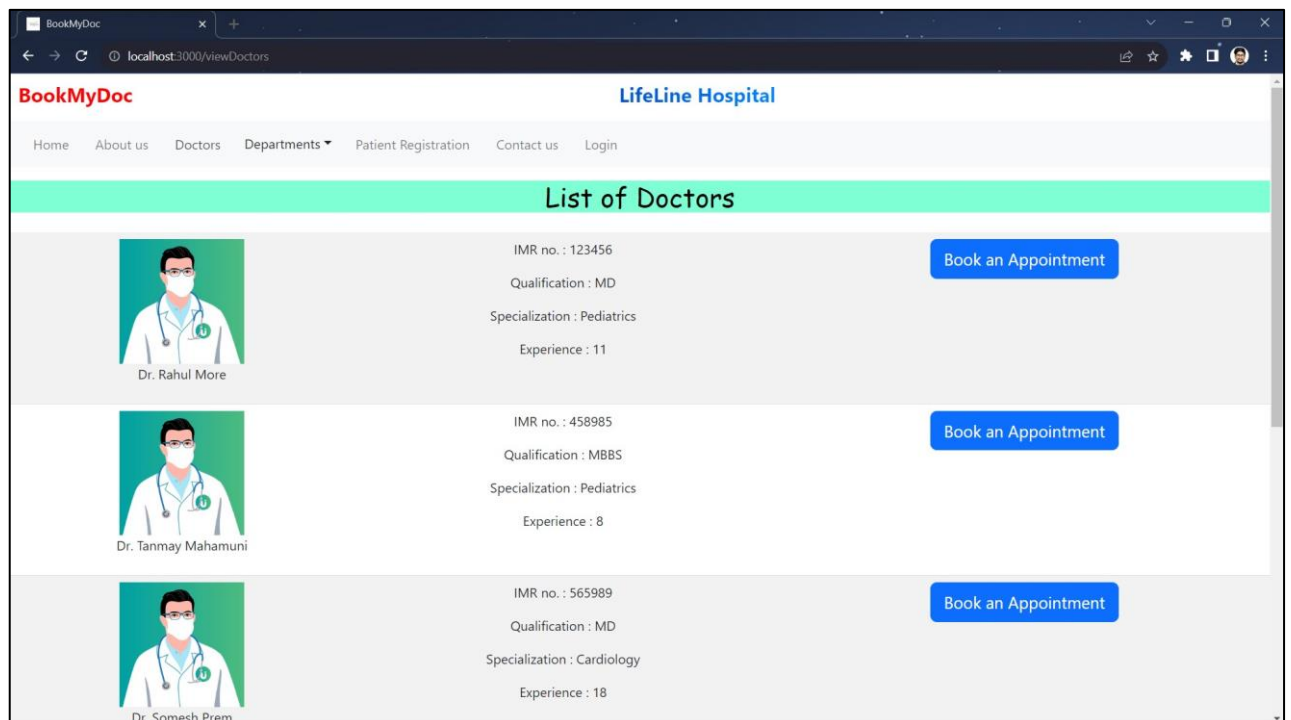 BookMyDoc
localhost:3000/viewDoctors
BookMyDoc
LifeLine Hospital
Home About us Doctors Departments Patient Registration Contact us Login
List of Doctors
IMR no. : 123456
Book an Appointment
Qualification : MD
Specialization : Pediatrics
Experience : 11
Dr. Rahul More
IMR no. : 458985
Book an Appointment
Qualification : MBBS
Specialization : Pediatrics
Experience : 8
Dr. Tanmay Mahamuni
IMR no. : 565989
Book an Appointment
Qualification : MD
Specialization : Cardiology
Experience : 18
Dr. Somesh Prem